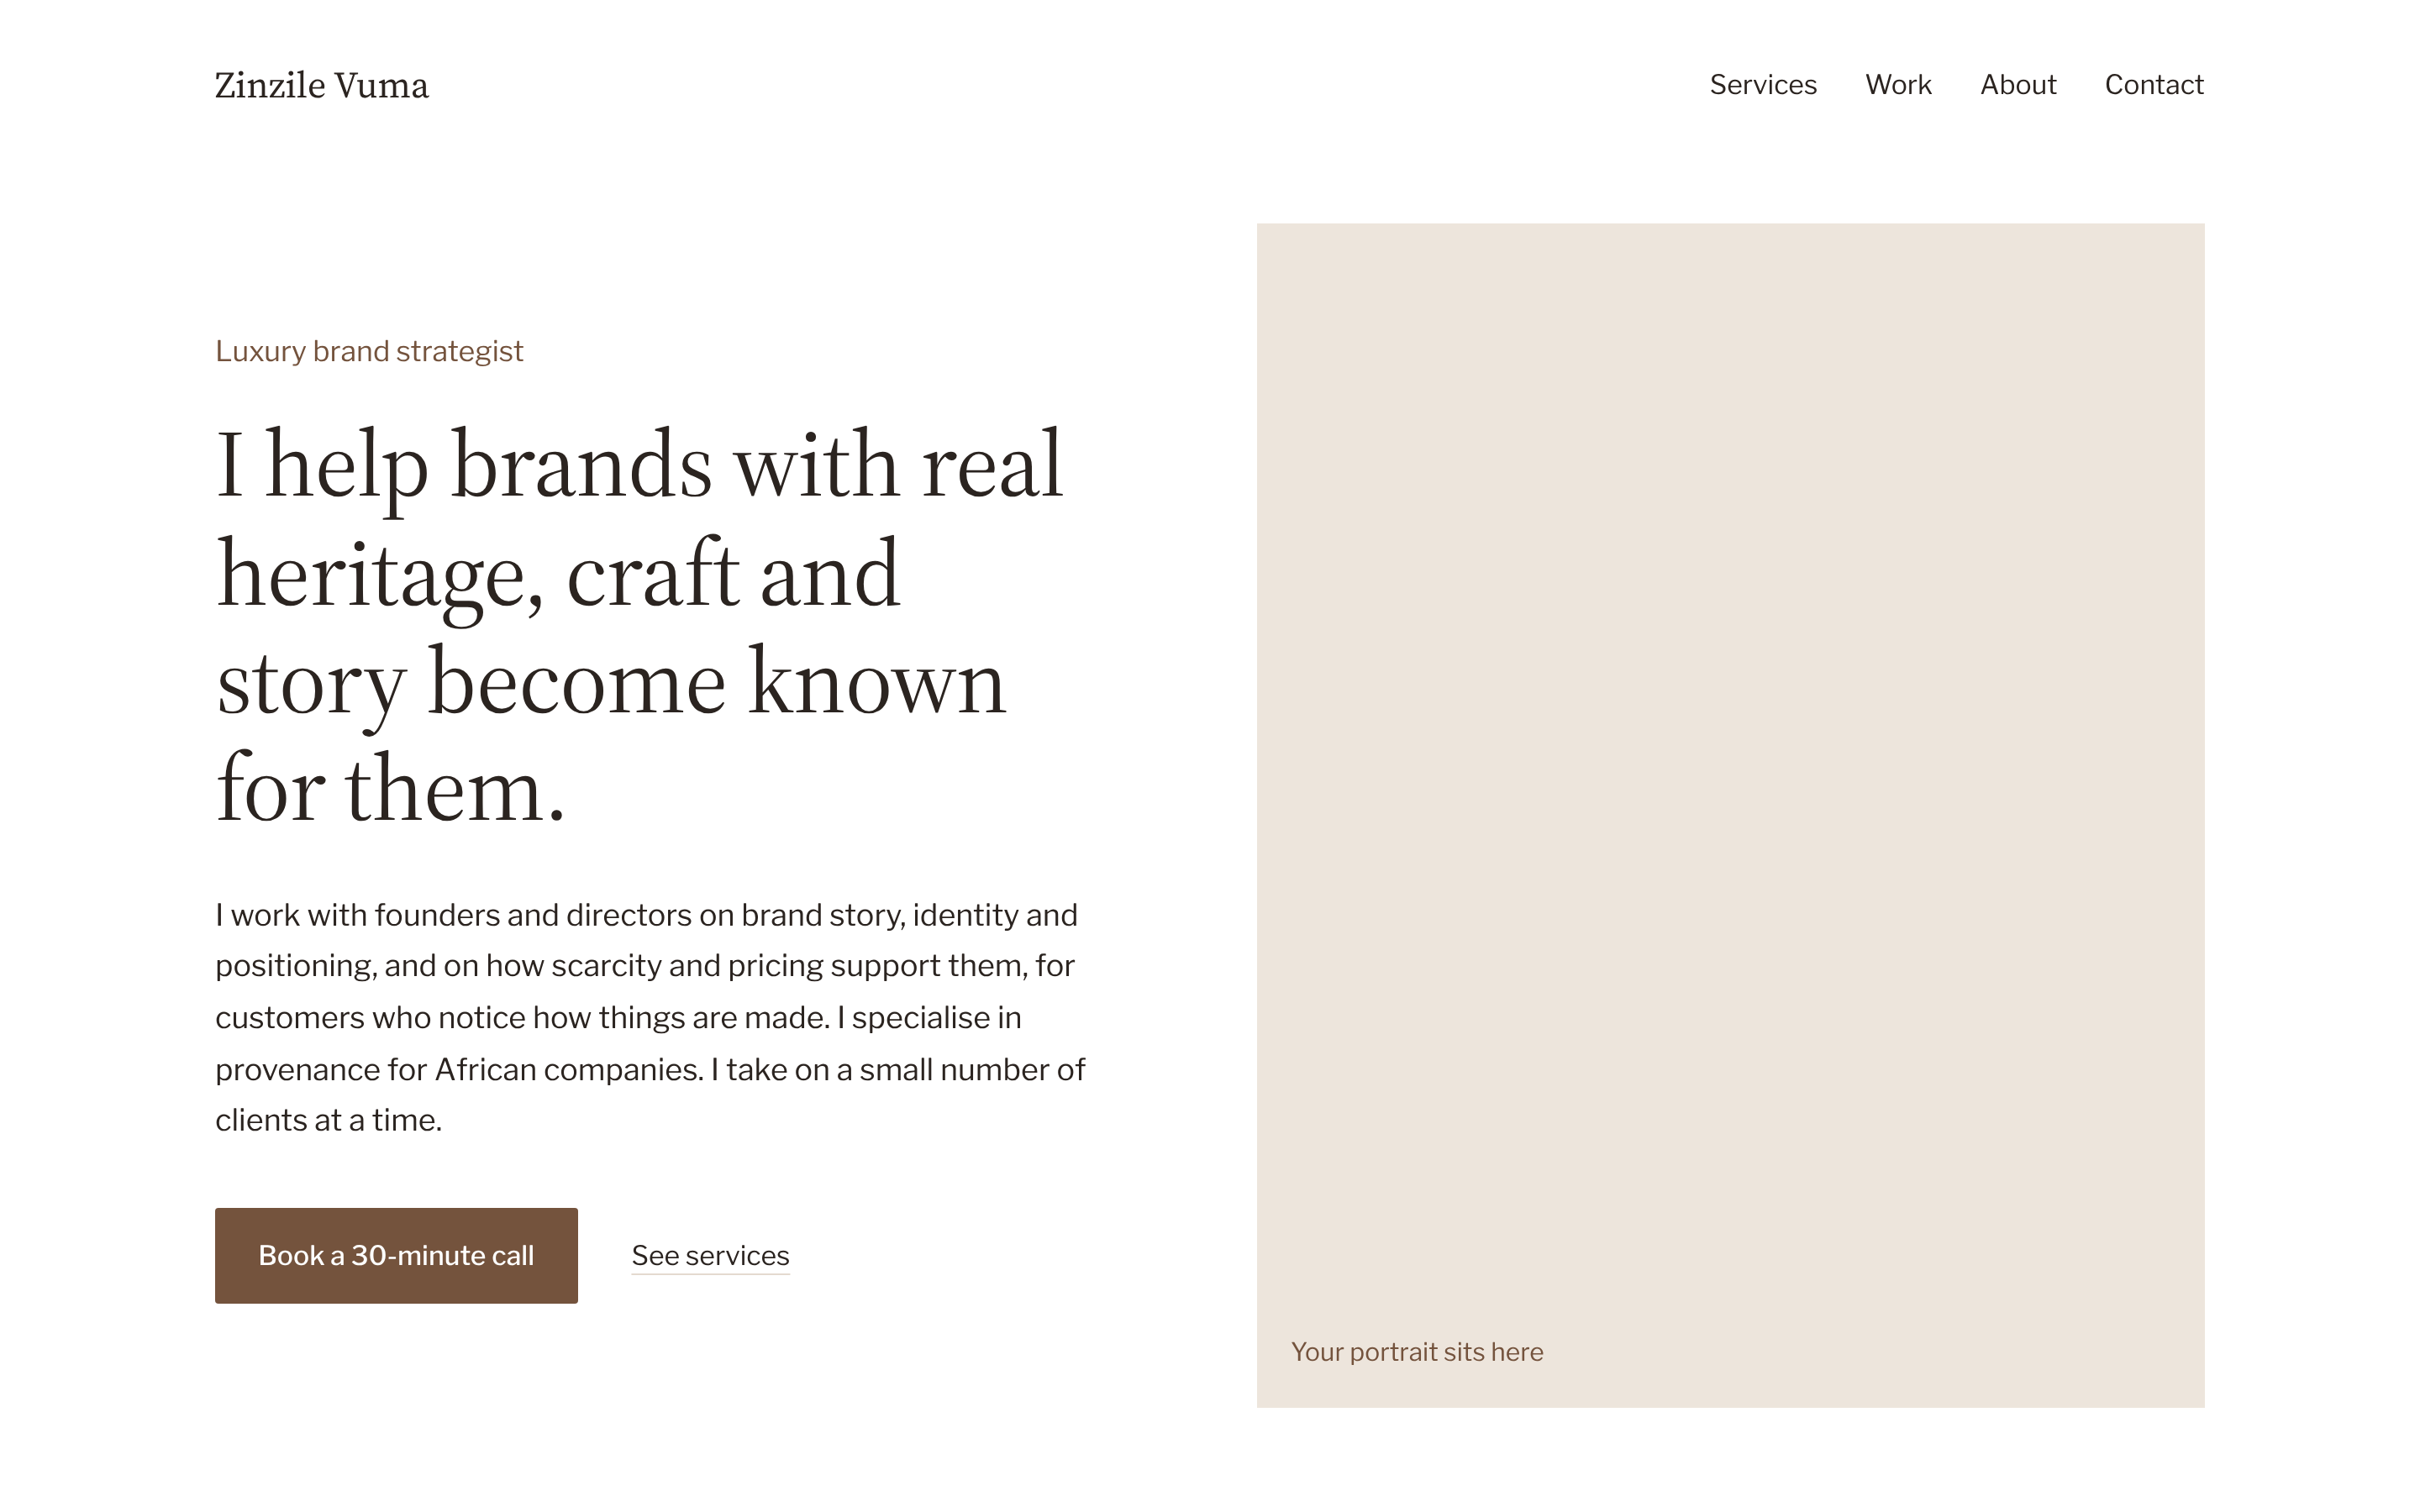 Zinzile Vuma
Services Work About Contact
Luxury brand strategist
I help brands with real
heritage, craft and
story become known
for them.
I work with founders and directors on brand story, identity and
positioning, and on how scarcity and pricing support them, for
customers who notice how things are made. I specialise in
provenance for African companies. I take on a small number of
clients at a time.
Book a 30-minute call
See services
Your portrait sits here